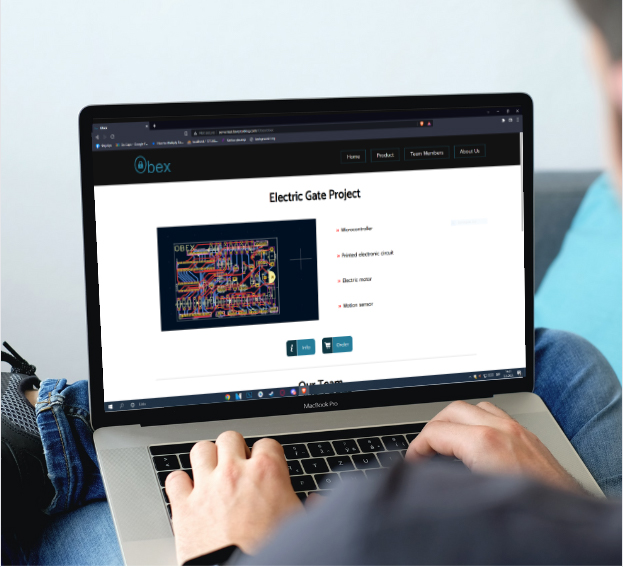 Obex
Home
Product
Team Members
About Us
Electric Gate Project
OBEX
Microcontroller
Printed electronic circuit
Electric motor
Motion sensor
Info
Order
Our Team
MacBook Pro